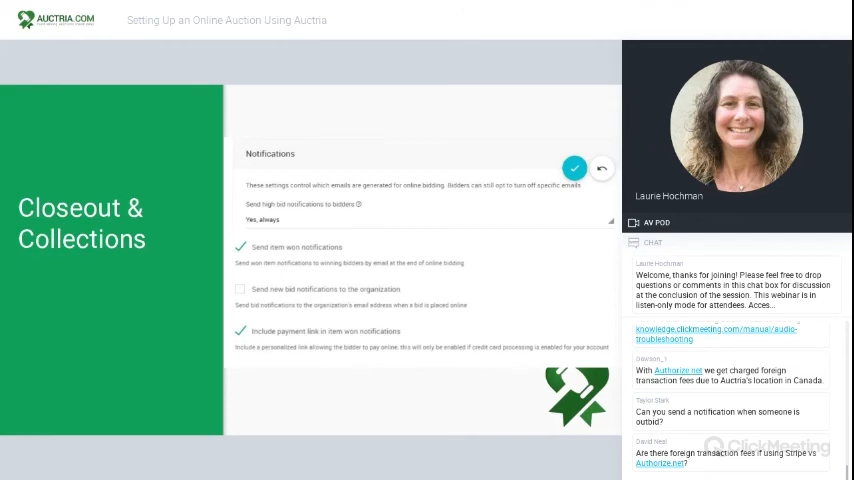 AUCTRIA.COM
Setting Up an Online Auction Using Auctria
Closeout &
Collections
Notifications
These settings control which emails are generated for online bidding. Bidders can still opt to turn off specific emails
Send high bid notifications to bidders
Yes, always
Send item won notifications
Send won item notifications to winning bidders by email at the end of online bidding
Send new bid notifications to the organization
Send bid notifications to the organization's email address when a bid is placed online
Include payment link in item won notifications
Include a personalized link allowing the bidder to pay online, this will only be enabled if credit card processing is enabled for your account
Laurie Hochman
AV POD
CHAT
Laurie Hochman
Welcome, thanks for joining! Please feel free to drop
questions or comments in this chat box for discussion
at the conclusion of the session. This webinar is in
listen-only mode for attendees. Acces...
knowledge.clickmeeting.com/manual/audio-
troubleshooting
Dawson_1
With Authorize.net we get charged foreign
transaction fees due to Auctria's location in Canada.
Taylor Stark
Can you send a notification when someone is
outbid?
David Neal
Are there foreign transaction fees if using Stripe vs
Authorize.net?
ClickMeeting